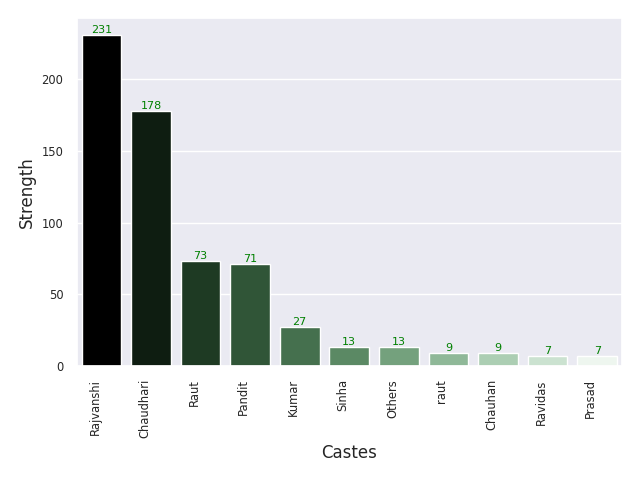 231
178
73
71
27
13
13
9
9
7
7
200
150
100
50
0
Strength
Rajvanshi
Chaudhari
Raut
Pandit
Kumar
Sinha
Others
raut
Chauhan
Ravidas
Prasad
Castes